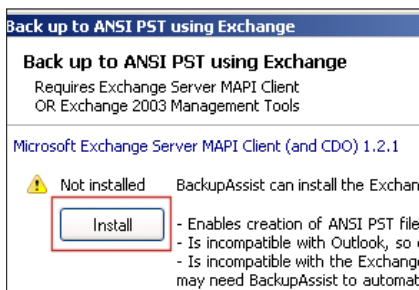 Back up to ANSI PST using Exchange
Back up to ANSI PST using Exchange
Requires Exchange Server MAPI Client
OR Exchange 2003 Management Tools
Microsoft Exchange Server MAPI Client (and CDO) 1.2.1
Not installed BackupAssist can install the Exchan
Install
- Enables creation of ANSI PST file
- Is incompatible with Outlook, so
- Is incompatible with the Exchange
may need BackupAssist to automat